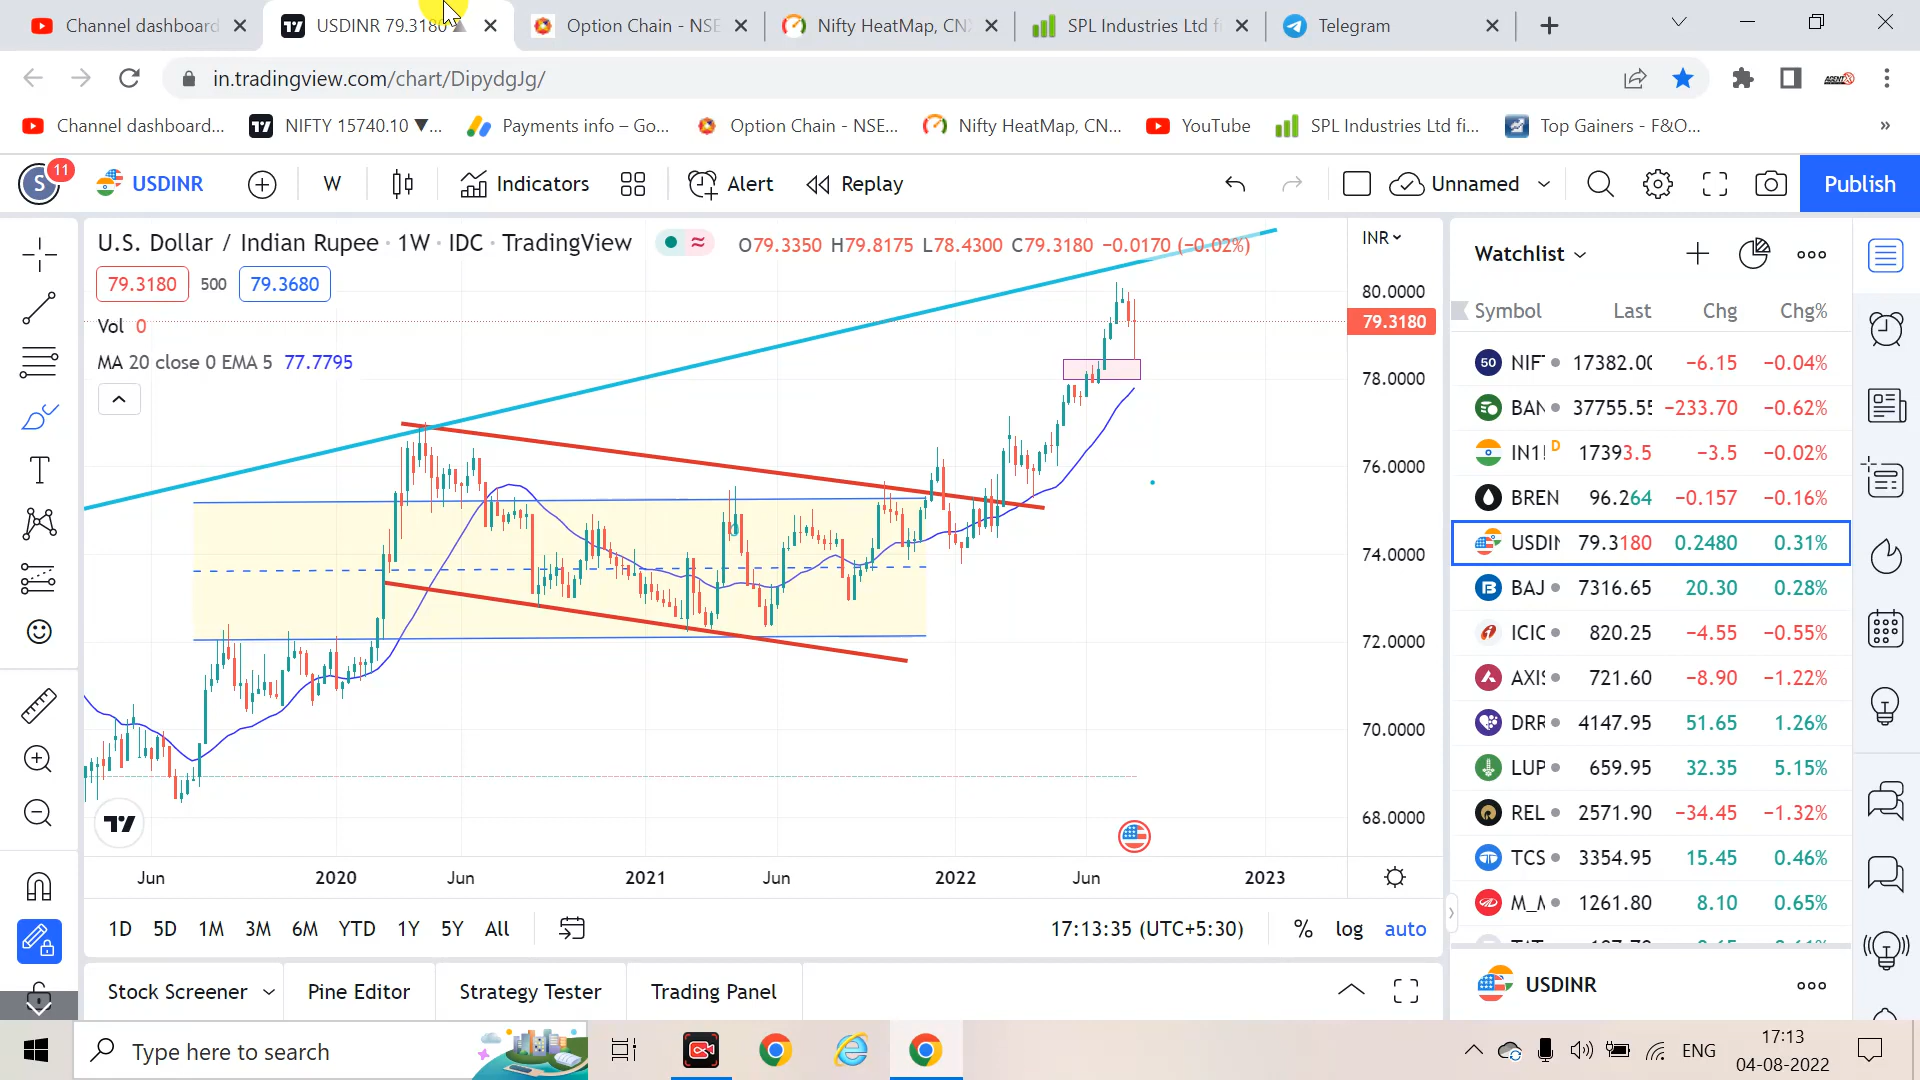 Channel dashboard
USDINR 79.3180
Option Chain - NSE
Nifty HeatMap, CN
SPL Industries Ltd fi
Telegram
in.tradingview.com/chart/DipydgJg/
Channel dashboard...
NIFTY 15740.10 ▼...
Payments info – Go...
Option Chain - NSE...
Nifty HeatMap, CN...
YouTube
SPL Industries Ltd fi...
Top Gainers - F&O...
»
S
11
USDINR
W
Indicators
Alert
Replay
Unnamed
Publish
U.S. Dollar / Indian Rupee · 1W · IDC · TradingView
O79.3350 H79.8175 L78.4300 C79.3180 −0.0170 (−0.02%)
79.3180
500
79.3680
Vol 0
MA 20 close 0 EMA 5 77.7795
INR
80.0000
79.3180
78.0000
76.0000
74.0000
72.0000
70.0000
68.0000
Jun
2020
Jun
2021
Jun
2022
Jun
2023
1D 5D 1M 3M 6M YTD 1Y 5Y All
17:13:35 (UTC+5:30)
%
log
auto
Watchlist
Symbol Last Chg Chg%
50 NIF 17382.00 −6.15 −0.04%
BAN 37755.55 −233.70 −0.62%
IN1! D 17393.5 −3.5 −0.02%
BREN 96.264 −0.157 −0.16%
USDIN 79.3180 0.2480 0.31%
BAJ 7316.65 20.30 0.28%
ICIC 820.25 −4.55 −0.55%
AXIS 721.60 −8.90 −1.22%
DRR 4147.95 51.65 1.26%
LUP 659.95 32.35 5.15%
REL 2571.90 −34.45 −1.32%
TCS 3354.95 15.45 0.46%
M_M 1261.80 8.10 0.65%
USDINR
Stock Screener
Pine Editor
Strategy Tester
Trading Panel
Type here to search
ENG
17:13
04-08-2022